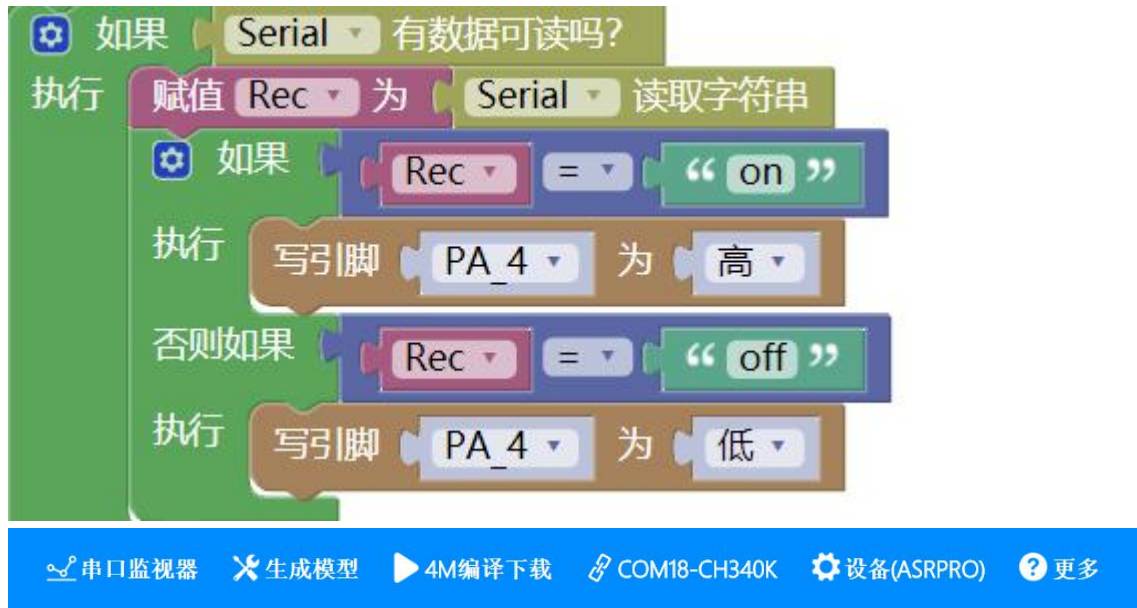 如果 Serial 有数据可读吗?
执行 赋值 Rec 为 Serial 读取字符串
如果 Rec = “ on ”
执行 写引脚 PA_4 为 高
否则如果 Rec = “ off ”
执行 写引脚 PA_4 为 低
串口监视器 生成模型 4M编译下载 COM18-CH340K 设备(ASRPRO) ? 更多